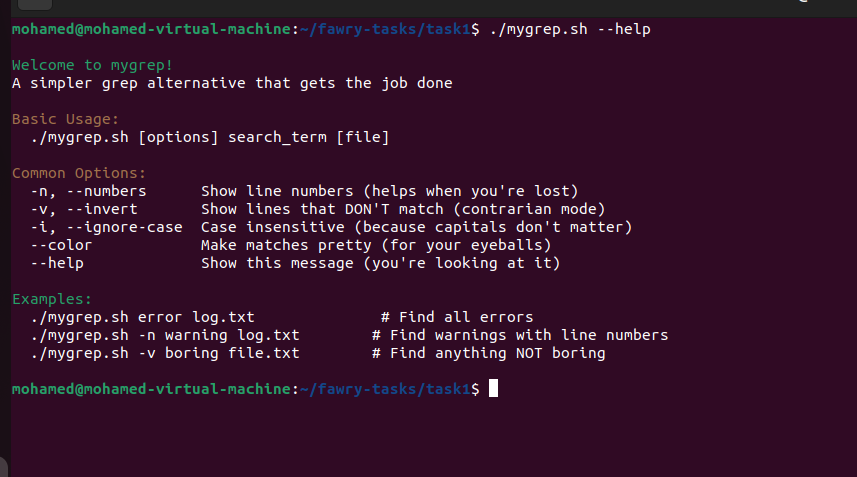 mohamed@mohamed-virtual-machine:~/fawry-tasks/task1$ ./mygrep.sh --help
Welcome to mygrep!
A simpler grep alternative that gets the job done
Basic Usage:
  ./mygrep.sh [options] search_term [file]
Common Options:
  -n, --numbers      Show line numbers (helps when you're lost)
  -v, --invert       Show lines that DON'T match (contrarian mode)
  -i, --ignore-case  Case insensitive (because capitals don't matter)
  --color            Make matches pretty (for your eyeballs)
  --help             Show this message (you're looking at it)
Examples:
  ./mygrep.sh error log.txt              # Find all errors
  ./mygrep.sh -n warning log.txt        # Find warnings with line numbers
  ./mygrep.sh -v boring file.txt        # Find anything NOT boring
mohamed@mohamed-virtual-machine:~/fawry-tasks/task1$